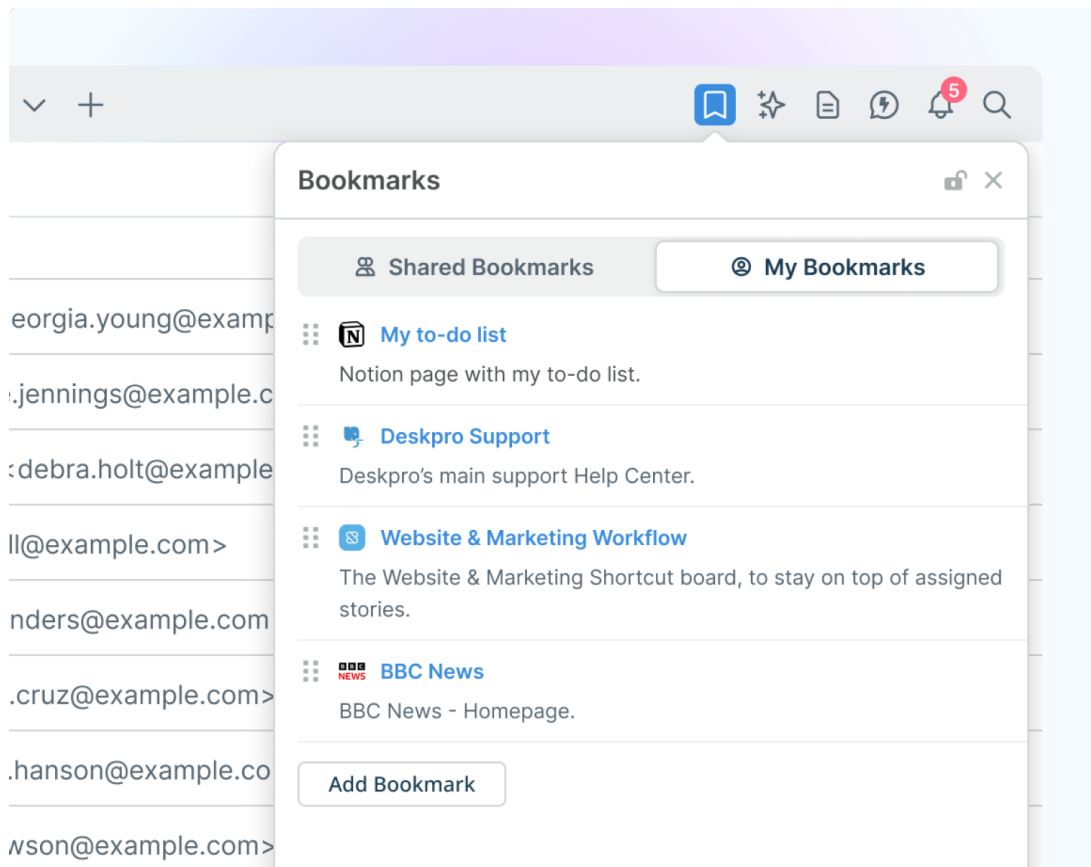 5
Bookmarks
Shared Bookmarks
My Bookmarks
eorgia.young@examp
N
My to-do list
Notion page with my to-do list.
.jennings@example.c
Deskpro Support
<debra.holt@example
Deskpro’s main support Help Center.
ll@example.com>
Website & Marketing Workflow
The Website & Marketing Shortcut board, to stay on top of assigned
stories.
nders@example.com
BBC NEWS
BBC News
.cruz@example.com>
BBC News - Homepage.
.hanson@example.co
Add Bookmark
wson@example.com>